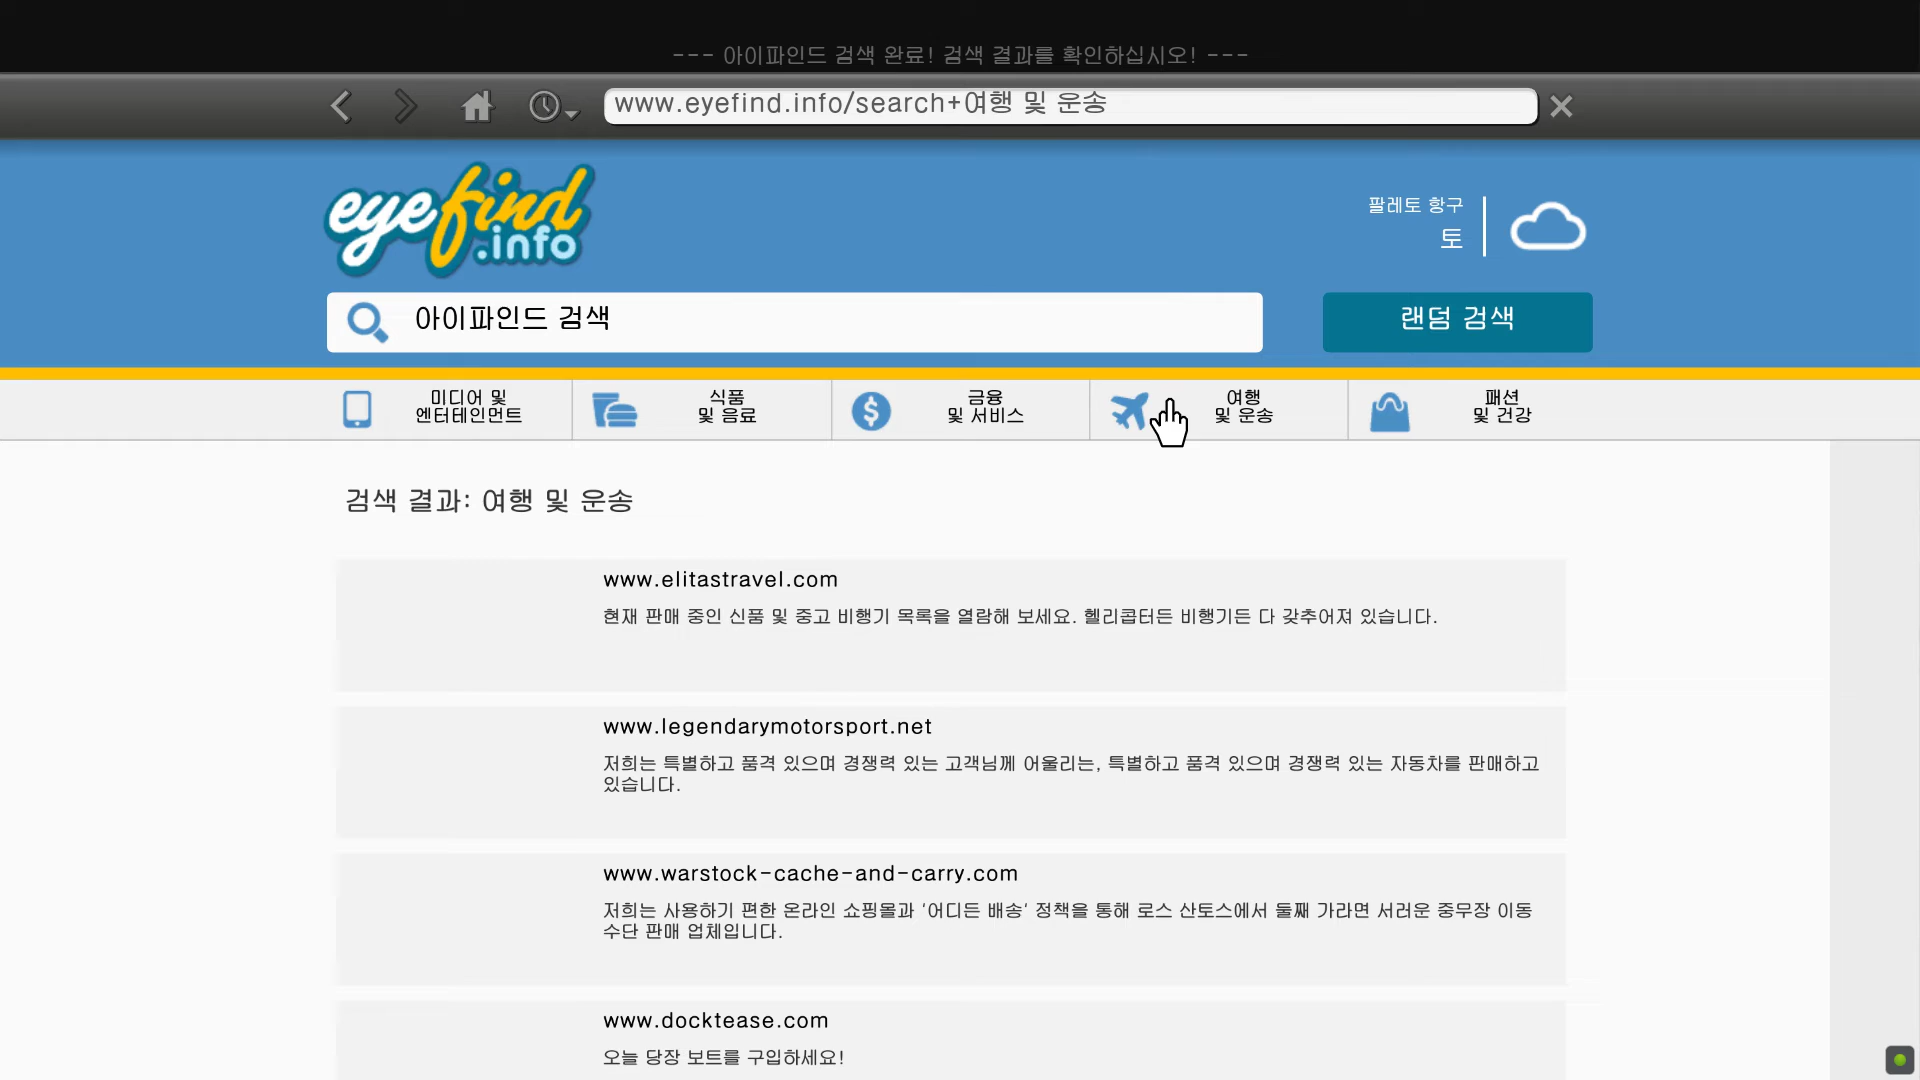 --- 아이파인드 검색 완료! 검색 결과를 확인하십시오! ---
www.eyefind.info/search+여행 및 운송
eyefind
.info
팔레토 항구
토
아이파인드 검색
랜덤 검색
미디어 및
엔터테인먼트
식품
및 음료
금융
및 서비스
여행
및 운송
패션
및 건강
검색 결과: 여행 및 운송
www.elitastravel.com
현재 판매 중인 신품 및 중고 비행기 목록을 열람해 보세요. 헬리콥터든 비행기든 다 갖추어져 있습니다.
www.legendarymotorsport.net
저희는 특별하고 품격 있으며 경쟁력 있는 고객님께 어울리는, 특별하고 품격 있으며 경쟁력 있는 자동차를 판매하고
있습니다.
www.warstock-cache-and-carry.com
저희는 사용하기 편한 온라인 쇼핑몰과 '어디든 배송' 정책을 통해 로스 산토스에서 둘째 가라면 서러운 중무장 이동
수단 판매 업체입니다.
www.docktease.com
오늘 당장 보트를 구입하세요!